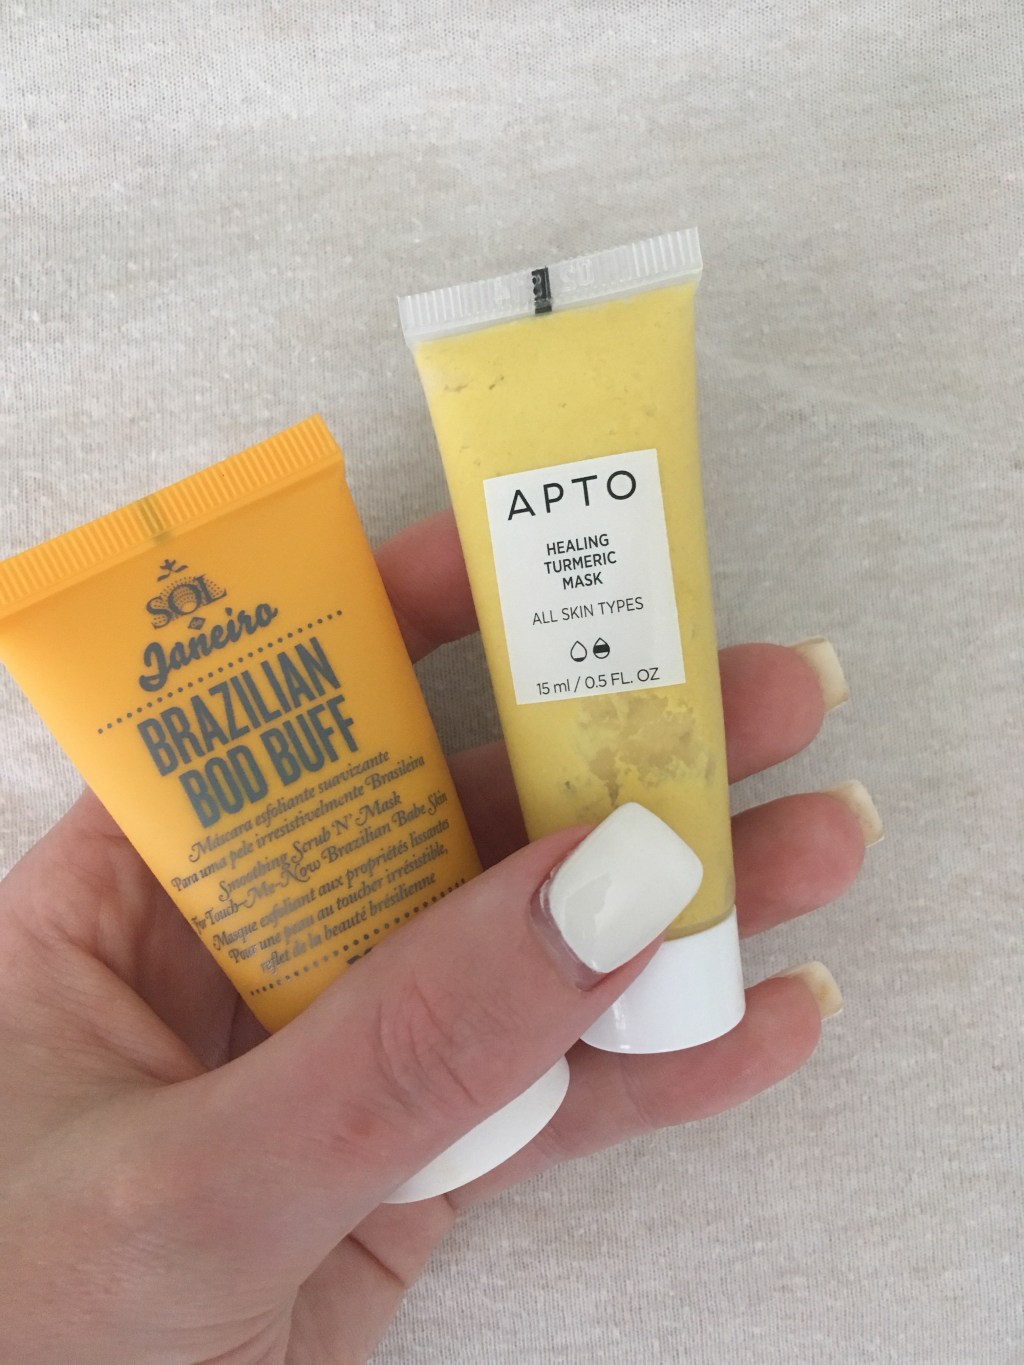 SOL
de
Janeiro
BRAZILIAN
BOD BUFF
Máscara esfoliante suavizante
Para uma pele irresistivelmente Brasileira
Smoothing Scrub N' Mask
For Touch-Me-Now Brazilian Babe Skin
Masque exfoliant aux propriétés lissantes
Pour une peau au toucher irrésistible,
reflet de la beauté brésilienne
APTO
HEALING
TURMERIC
MASK
ALL SKIN TYPES
15 ml / 0.5 FL. OZ